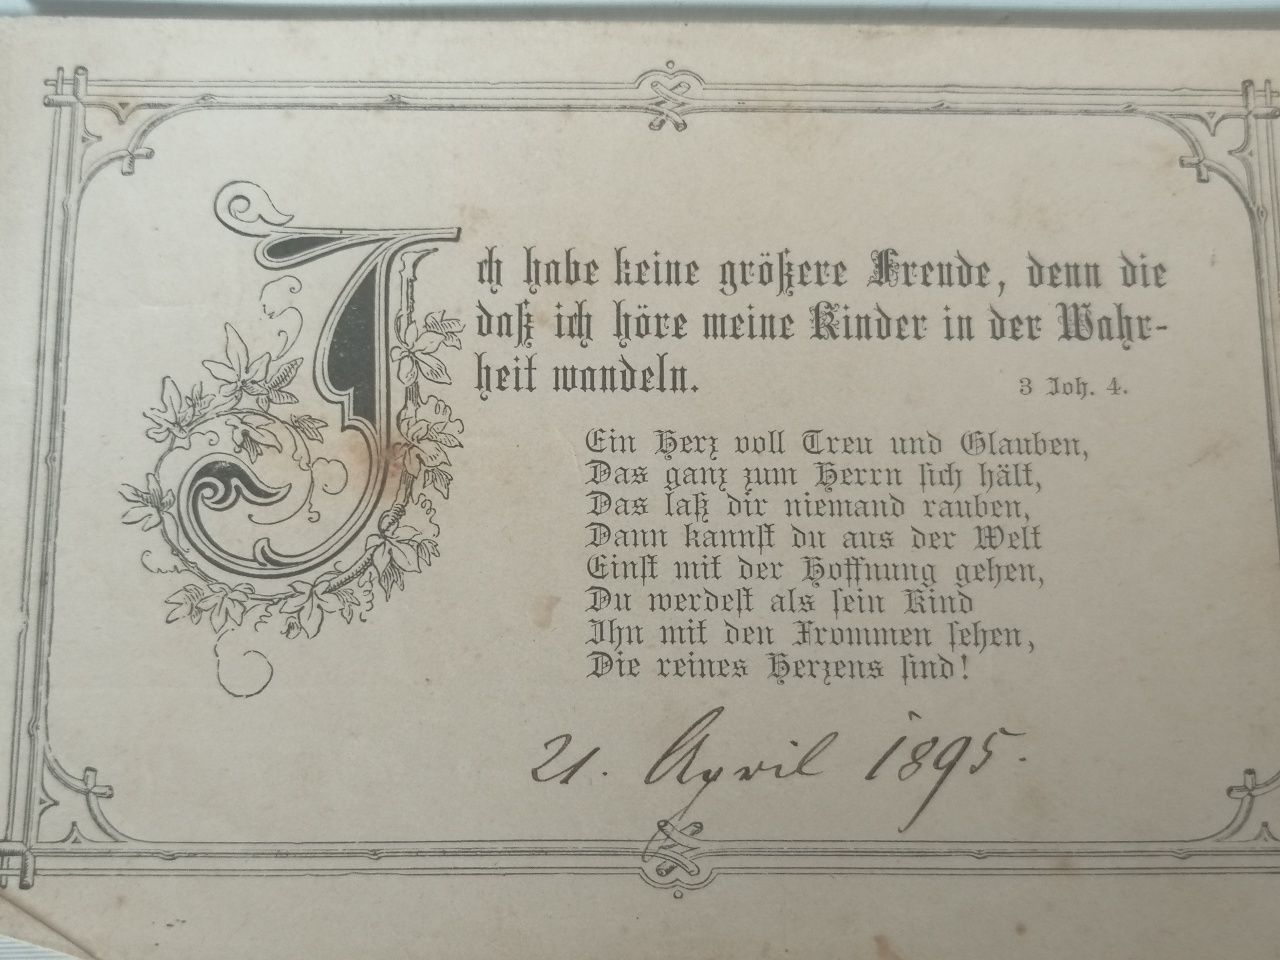 Ich habe keine größere Freude, denn die
daß ich höre meine Kinder in der Wahr-
heit wandeln.
3 Joh. 4.
Ein Herz voll Treu und Glauben,
Das ganz zum Herrn sich hält,
Das laß dir niemand rauben,
Dann kannst du aus der Welt
Einst mit der Hoffnung gehen,
Du werdest als sein Kind
Ihn mit den Frommen sehen,
Die reines Herzens sind!
21. April 1895.